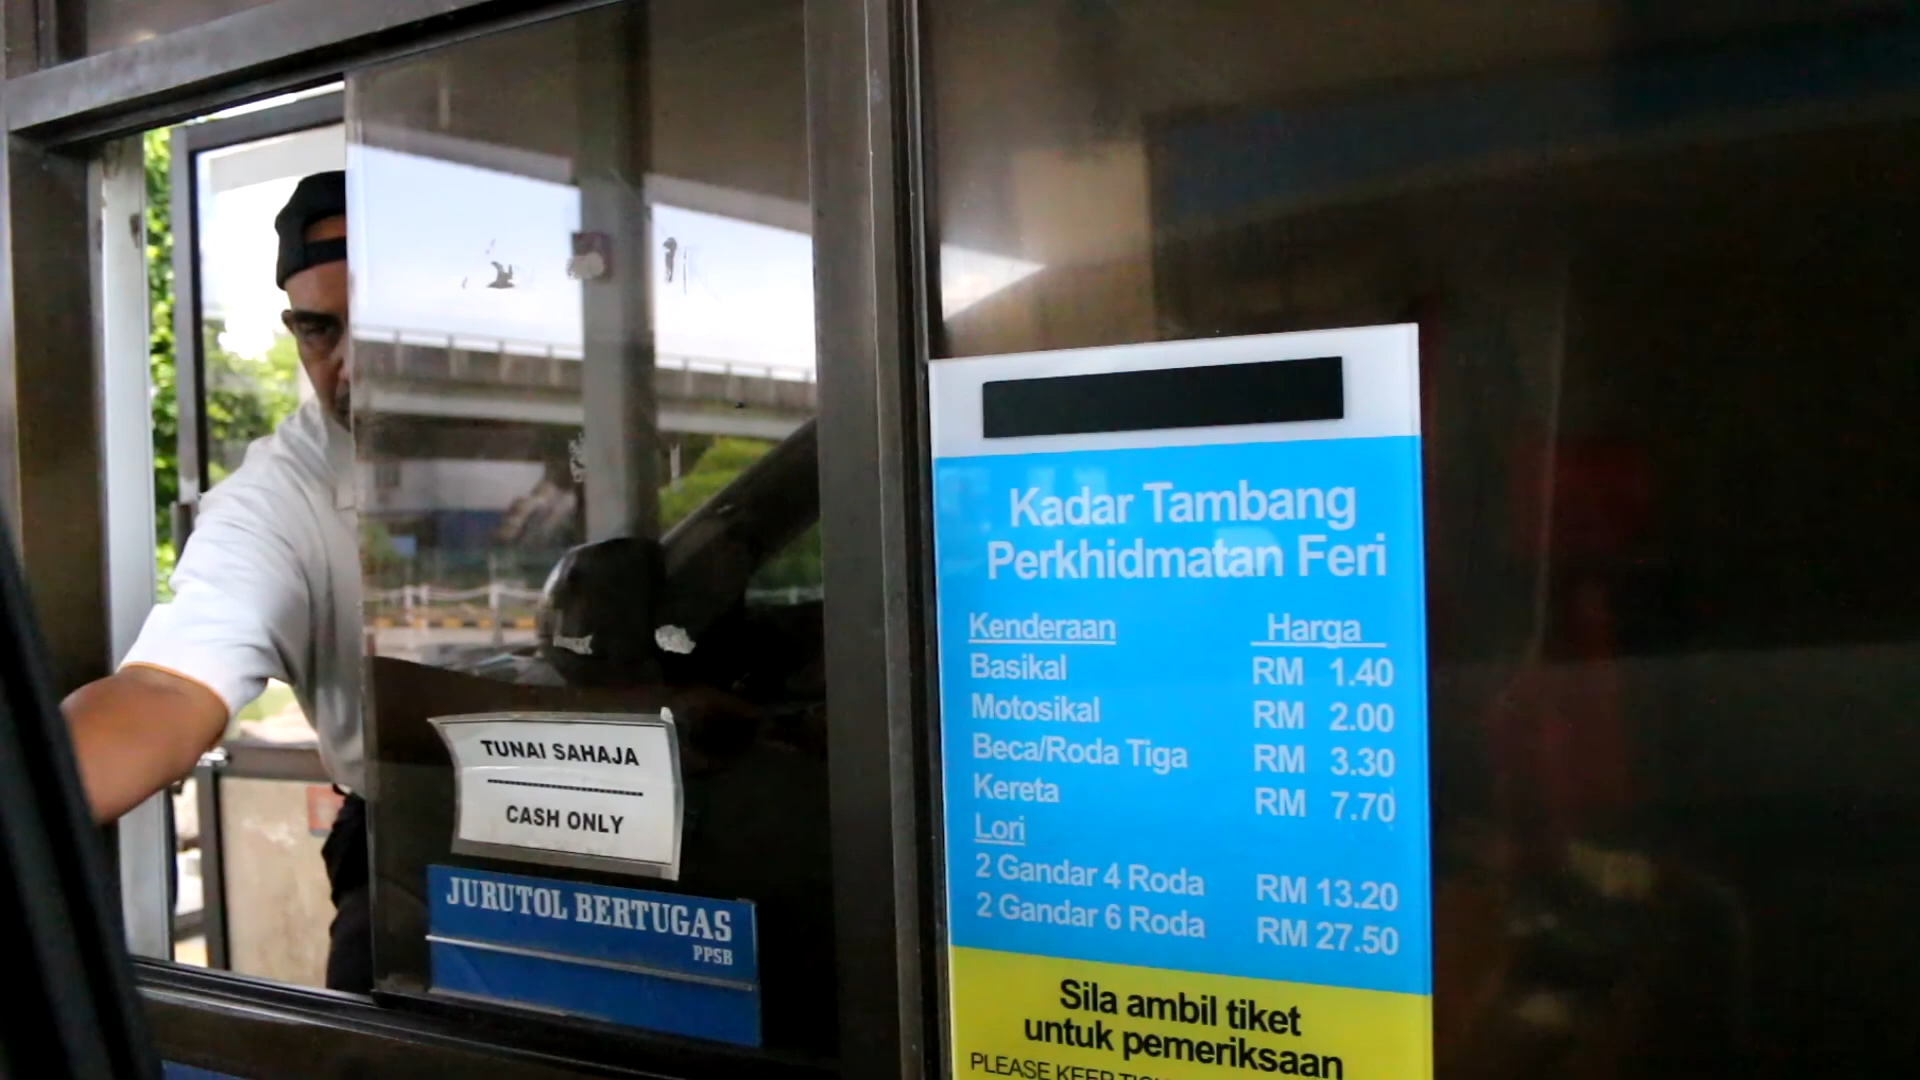 TUNAI SAHAJA
CASH ONLY
JURUTOL BERTUGAS
PPSB
Kadar Tambang
Perkhidmatan Feri
Kenderaan Harga
Basikal RM 1.40
Motosikal RM 2.00
Beca/Roda Tiga RM 3.30
Kereta RM 7.70
Lori
2 Gandar 4 Roda RM 13.20
2 Gandar 6 Roda RM 27.50
Sila ambil tiket
untuk pemeriksaan
PLEASE KEEP